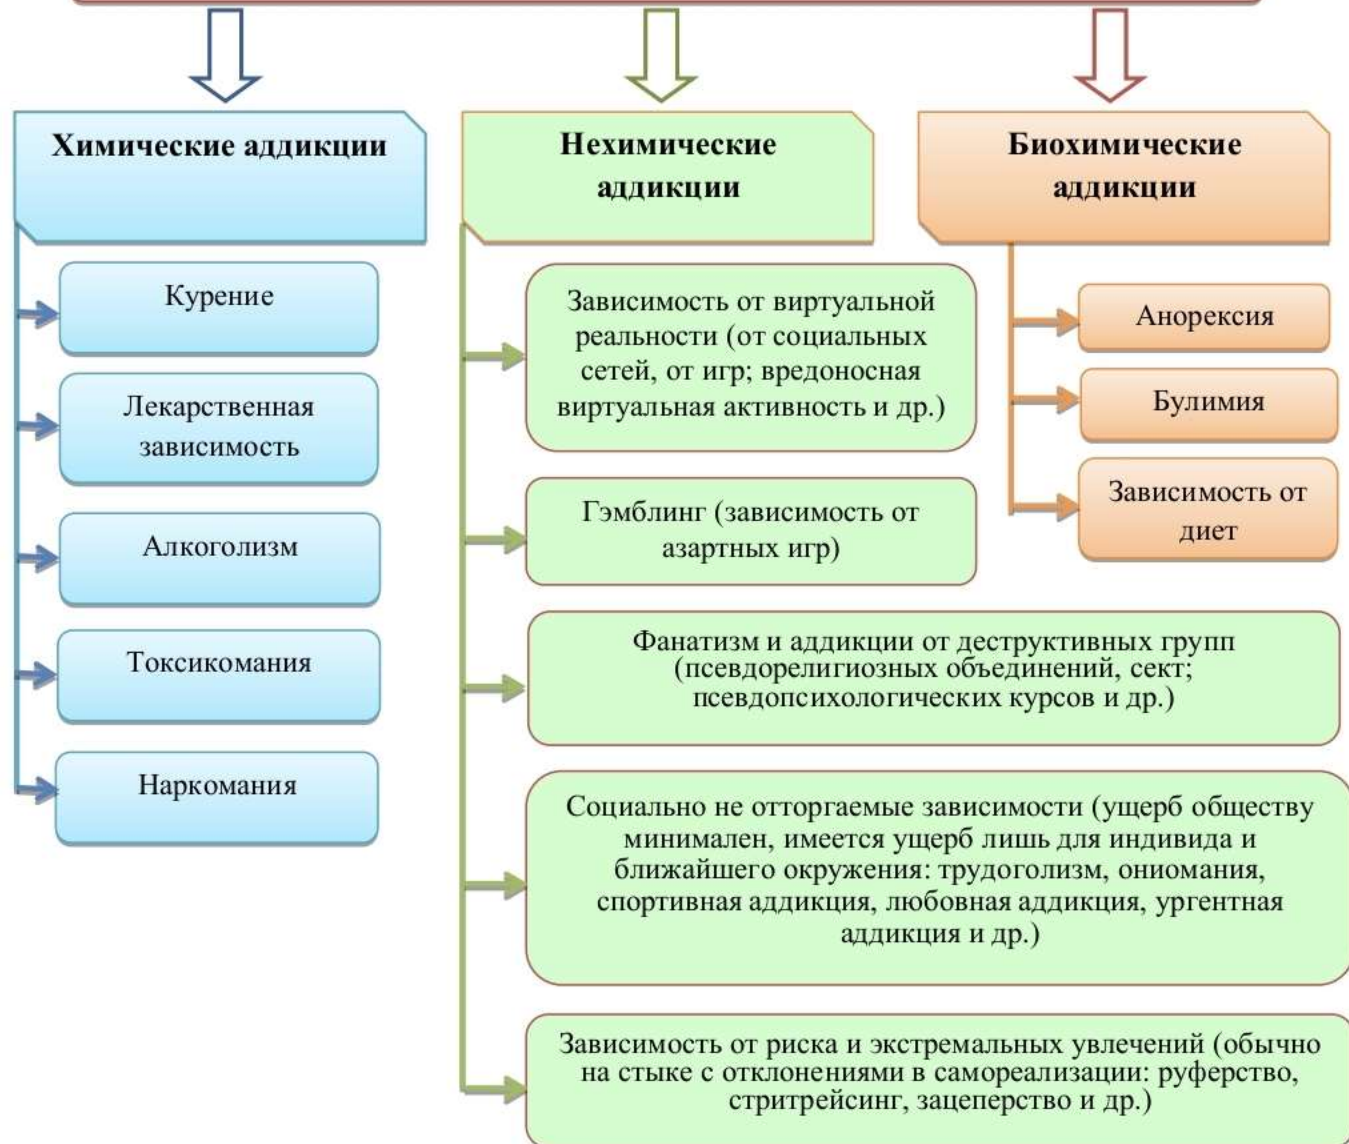 Химические аддикции
Курение
Лекарственная
зависимость
Алкоголизм
Токсикомания
Наркомания
Нехимические
аддикции
Зависимость от виртуальной
реальности (от социальных
сетей, от игр; вредоносная
виртуальная активность и др.)
Гэмблинг (зависимость от
азартных игр)
Фанатизм и аддикции от деструктивных групп
(псевдорелигиозных объединений, сект;
псевдопсихологических курсов и др.)
Социально не отторгаемые зависимости (ущерб обществу
минимален, имеется ущерб лишь для индивида и
ближайшего окружения: трудоголизм, ониомания,
спортивная аддикция, любовная аддикция, ургентная
аддикция и др.)
Зависимость от риска и экстремальных увлечений (обычно
на стыке с отклонениями в самореализации: руферство,
стритрейсинг, зацеперство и др.)
Биохимические
аддикции
Анорексия
Булимия
Зависимость от
диет